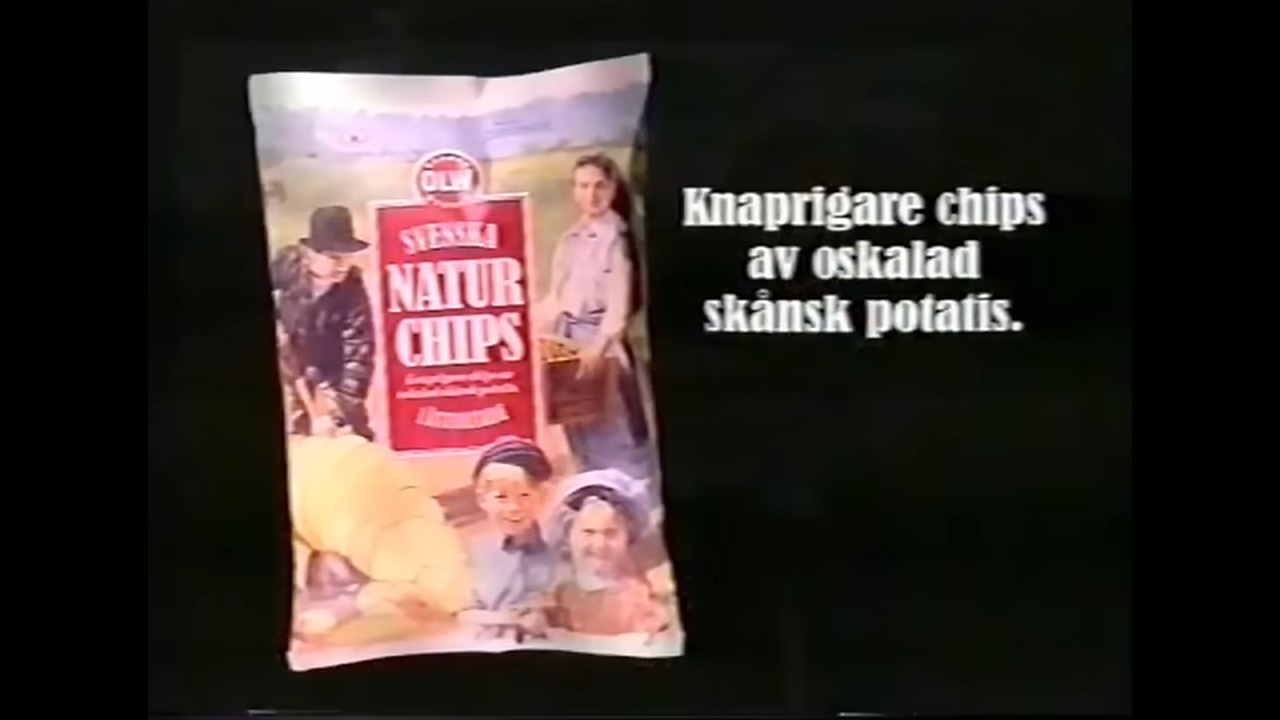 OLW
SVENSKA
NATUR
CHIPS
Knaprigare chips
av oskalad
skånsk potatis.